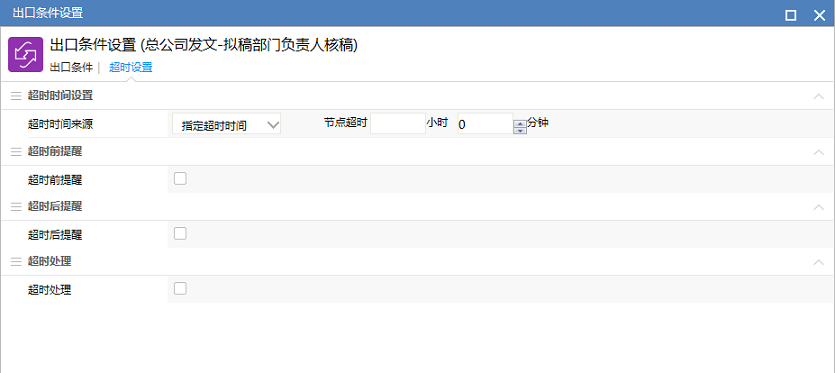 出口条件设置
出口条件设置 (总公司发文-拟稿部门负责人核稿)
出口条件 | 超时设置
超时时间设置
超时时间来源 指定超时时间 节点超时 小时 0 分钟
超时前提醒
超时前提醒
超时后提醒
超时后提醒
超时处理
超时处理